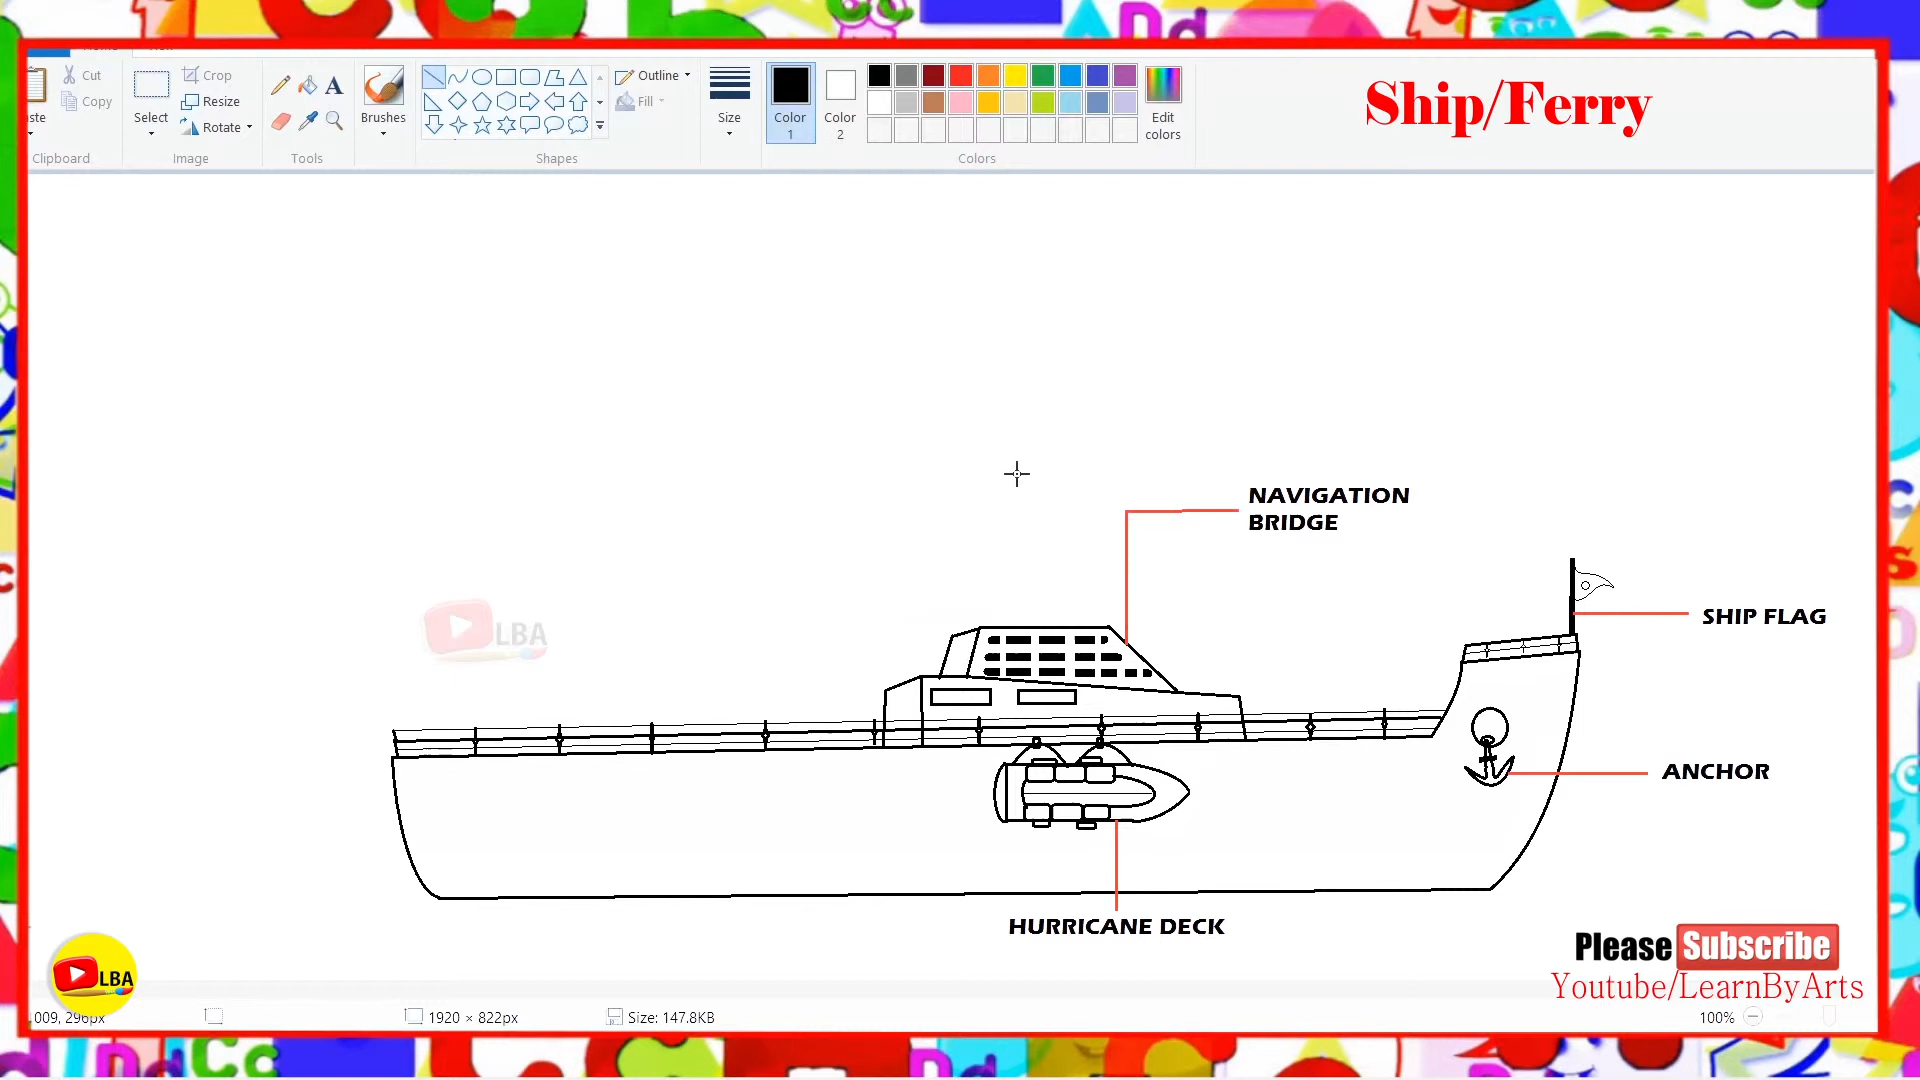 Cut
Copy
Clipboard
Select
Crop
Resize
Rotate
Image
Tools
Brushes
Shapes
Outline
Fill
Size
Color
1
Color
2
Edit
colors
Colors
Ship/Ferry
NAVIGATION
BRIDGE
SHIP FLAG
LBA
ANCHOR
HURRICANE DECK
LBA
Please Subscribe
Youtube/LearnByArts
009, 296px
1920 × 822px
Size: 147.8KB
100%